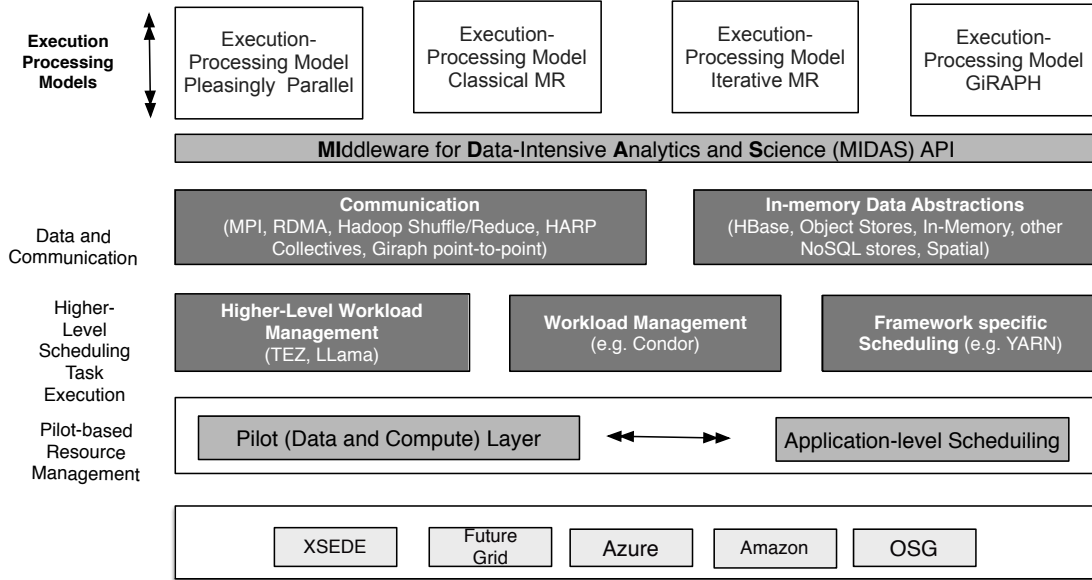 Execution
Processing
Models
Execution-
Processing Model
Pleasingly Parallel
Execution-
Processing Model
Classical MR
Execution-
Processing Model
Iterative MR
Execution-
Processing Model
GiRAPH
MIddleware for Data-Intensive Analytics and Science (MIDAS) API
Data and
Communication
Communication
(MPI, RDMA, Hadoop Shuffle/Reduce, HARP
Collectives, Giraph point-to-point)
In-memory Data Abstractions
(HBase, Object Stores, In-Memory, other
NoSQL stores, Spatial)
Higher-
Level
Scheduling
Task
Execution
Higher-Level Workload
Management
(TEZ, LLama)
Workload Management
(e.g. Condor)
Framework specific
Scheduling (e.g. YARN)
Pilot-based
Resource
Management
Pilot (Data and Compute) Layer
Application-level Scheduiling
XSEDE
Future
Grid
Azure
Amazon
OSG